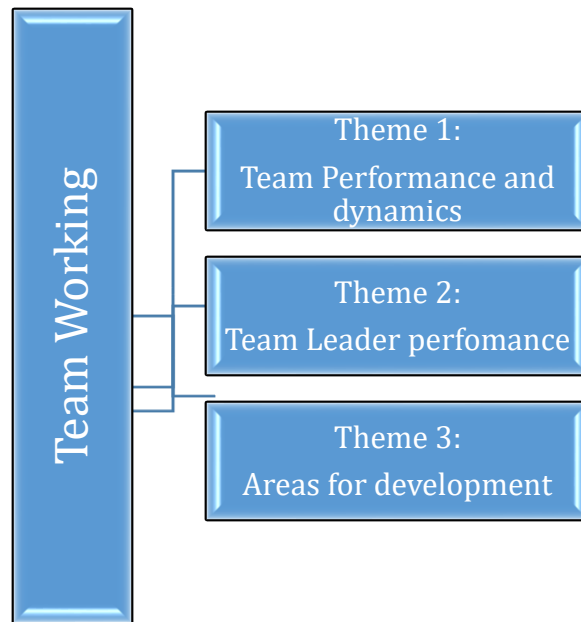 Team Working
Theme 1:
Team Performance and
dynamics
Theme 2:
Team Leader perfomance
Theme 3:
Areas for development